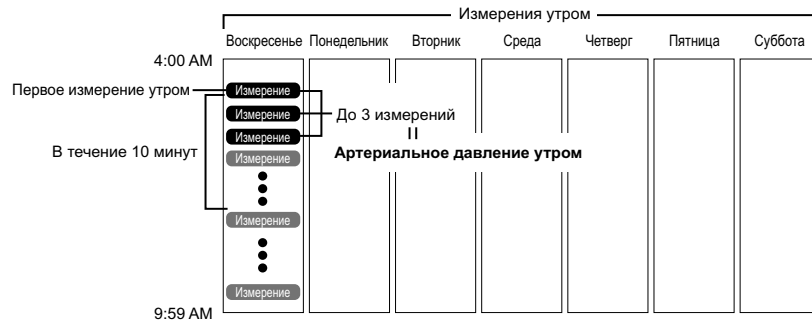 Измерения утром
Воскресенье Понедельник Вторник Среда Четверг Пятница Суббота
4:00 AM
Первое измерение утром
Измерение
Измерение
До 3 измерений
Измерение
=
В течение 10 минут
Измерение
Артериальное давление утром
Измерение
Измерение
9:59 AM